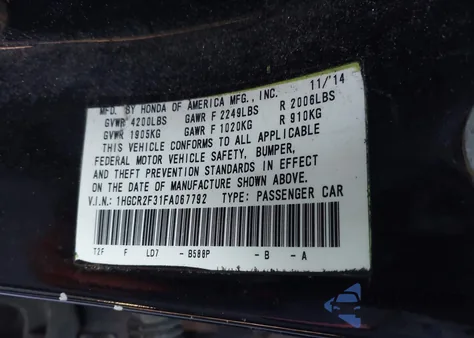 MFD. BY HONDA OF AMERICA MFG., INC. 11/'14
GVWR 4200LBS GAWR F 2249LBS R 2006LBS
GVWR 1905KG GAWR F 1020KG R 910KG
THIS VEHICLE CONFORMS TO ALL APPLICABLE
FEDERAL MOTOR VEHICLE SAFETY, BUMPER,
AND THEFT PREVENTION STANDARDS IN EFFECT
ON THE DATE OF MANUFACTURE SHOWN ABOVE.
V.I.N.: 1HGCR2F31FA067792 TYPE: PASSENGER CAR
T2F F LD7 - B588P - B - A